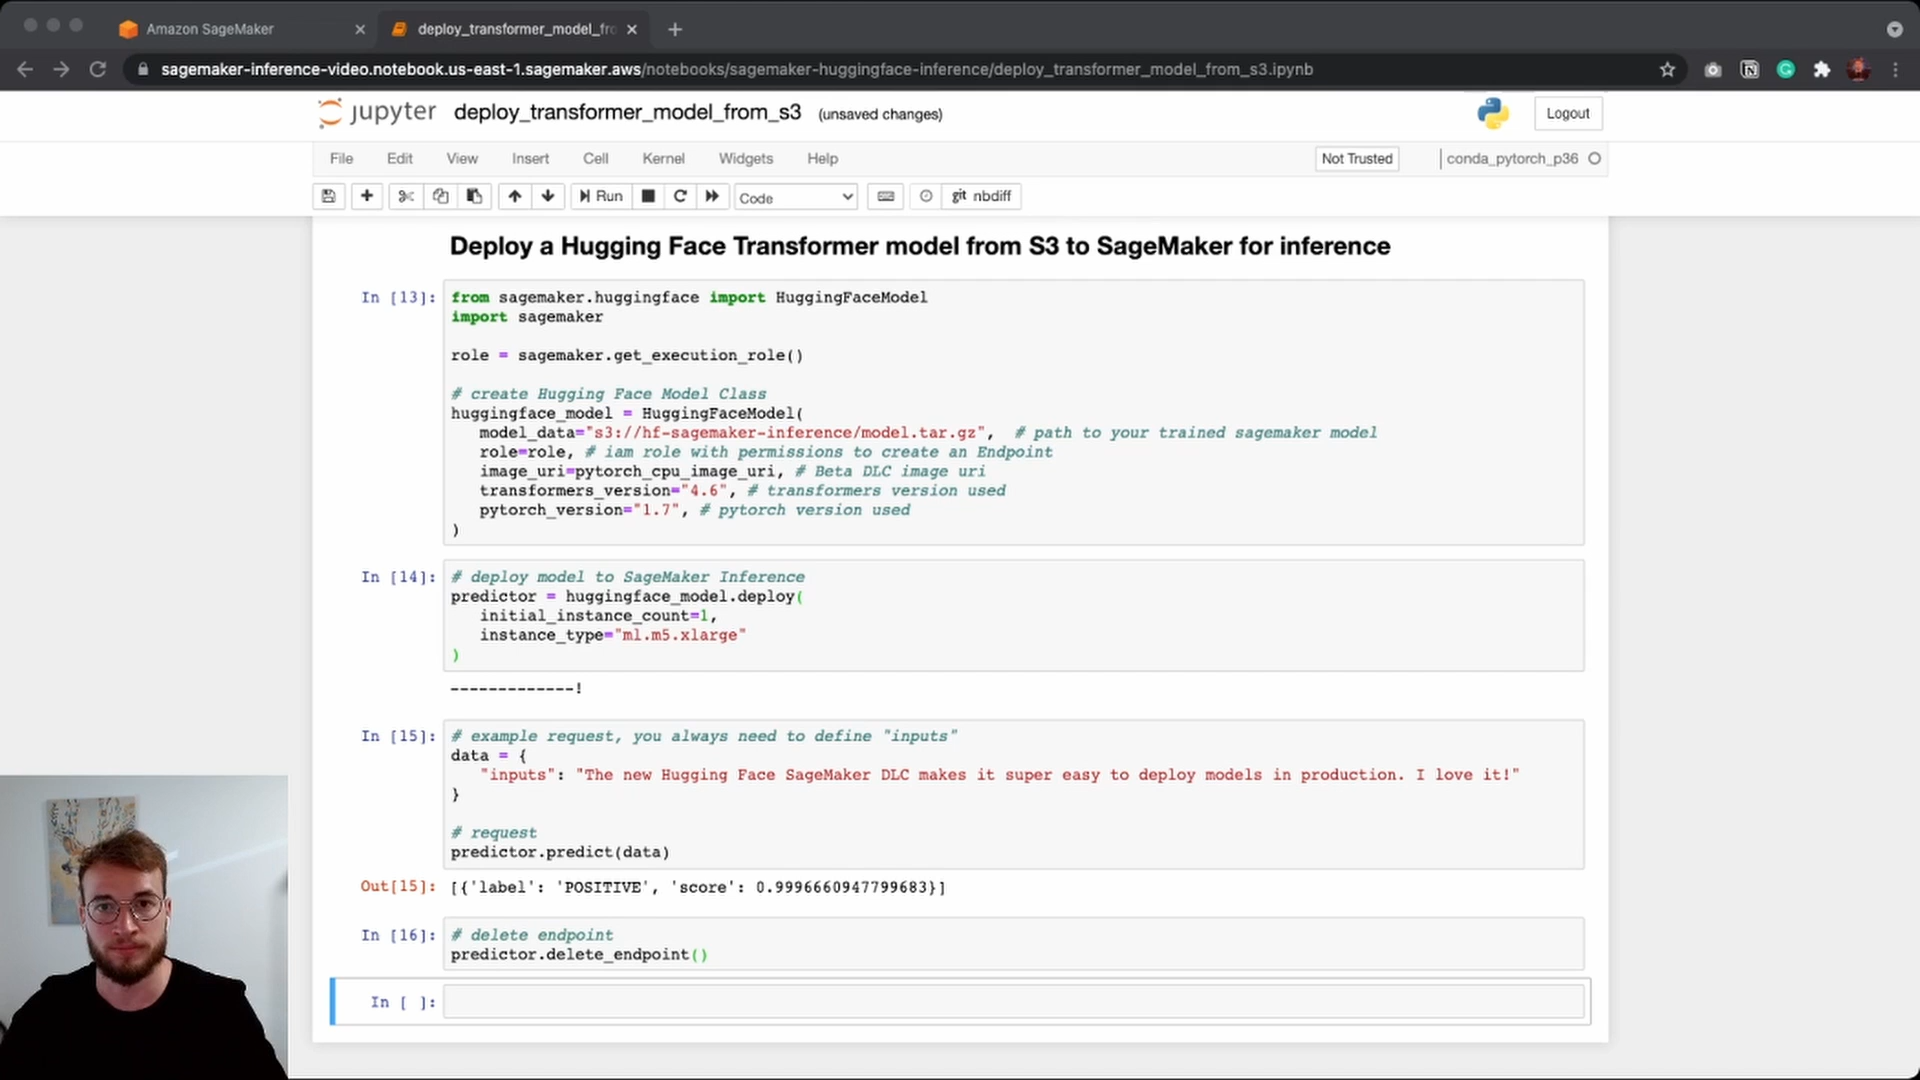 Amazon SageMaker
deploy_transformer_model_fr
sagemaker-inference-video.notebook.us-east-1.sagemaker.aws/notebooks/sagemaker-huggingface-inference/deploy_transformer_model_from_s3.ipynb
jupyter deploy_transformer_model_from_s3 (unsaved changes)
Logout
File Edit View Insert Cell Kernel Widgets Help
Not Trusted
conda_pytorch_p36
Run
Code
git nbdiff
Deploy a Hugging Face Transformer model from S3 to SageMaker for inference
In [13]: from sagemaker.huggingface import HuggingFaceModel
import sagemaker
role = sagemaker.get_execution_role()
# create Hugging Face Model Class
huggingface_model = HuggingFaceModel(
model_data="s3://hf-sagemaker-inference/model.tar.gz", # path to your trained sagemaker model
role=role, # iam role with permissions to create an Endpoint
image_uri=pytorch_cpu_image_uri, # Beta DLC image uri
transformers_version="4.6", # transformers version used
pytorch_version="1.7", # pytorch version used
)
In [14]: # deploy model to SageMaker Inference
predictor = huggingface_model.deploy(
initial_instance_count=1,
instance_type="ml.m5.xlarge"
)
-------------!
In [15]: # example request, you always need to define "inputs"
data = {
"inputs": "The new Hugging Face SageMaker DLC makes it super easy to deploy models in production. I love it!"
}
# request
predictor.predict(data)
Out[15]: [{'label': 'POSITIVE', 'score': 0.9996660947799683}]
In [16]: # delete endpoint
predictor.delete_endpoint()
In [ ]: